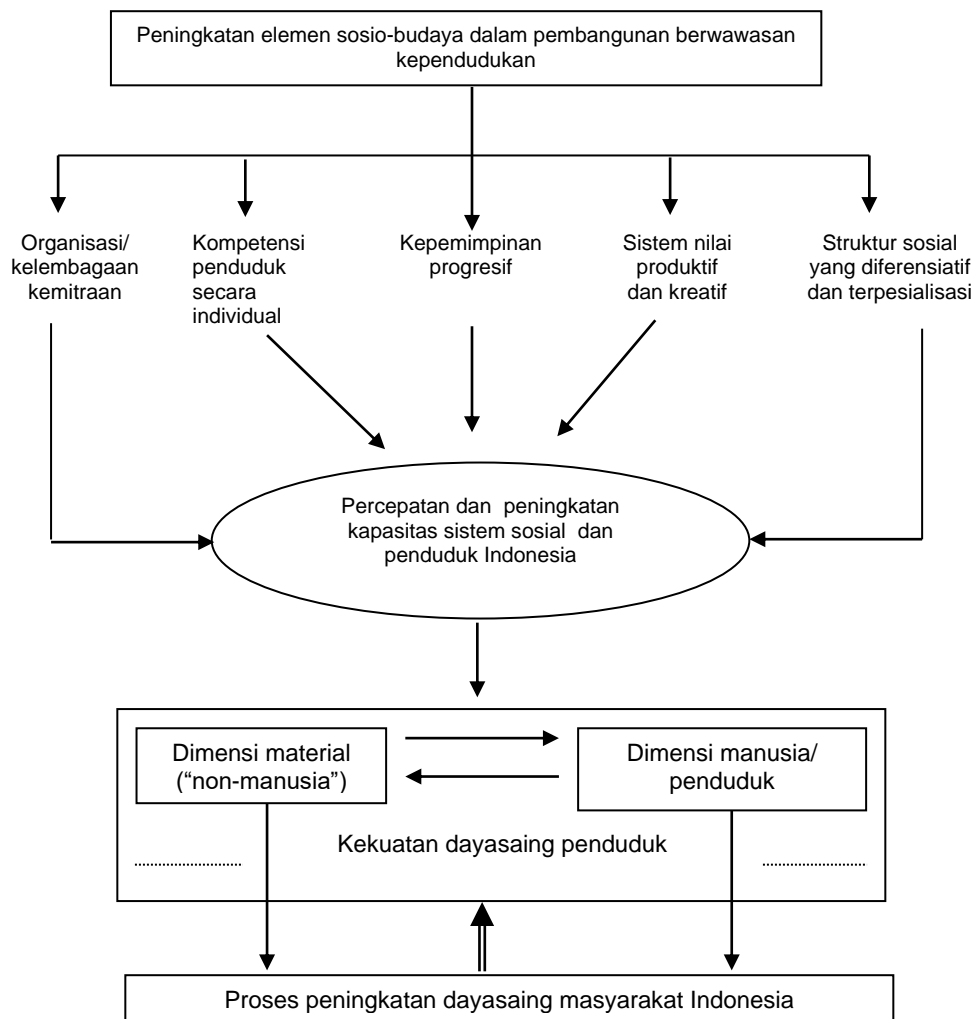 Peningkatan elemen sosio-budaya dalam pembangunan berwawasan
kependudukan
Organisasi/
kelembagaan
kemitraan
Kompetensi
penduduk
secara
individual
Kepemimpinan
progresif
Sistem nilai
produktif
dan kreatif
Struktur sosial
yang diferensiatif
dan terpesialisasi
Percepatan dan peningkatan
kapasitas sistem sosial dan
penduduk Indonesia
Dimensi material
(“non-manusia”)
Dimensi manusia/
penduduk
Kekuatan dayasaing penduduk
Proses peningkatan dayasaing masyarakat Indonesia